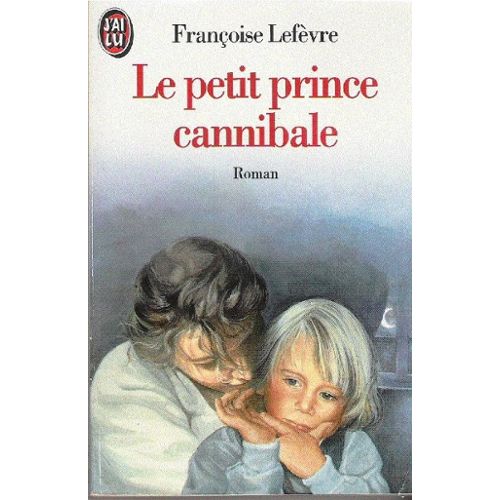 J'AI
LU
Françoise Lefèvre
Le petit prince
cannibale
Roman